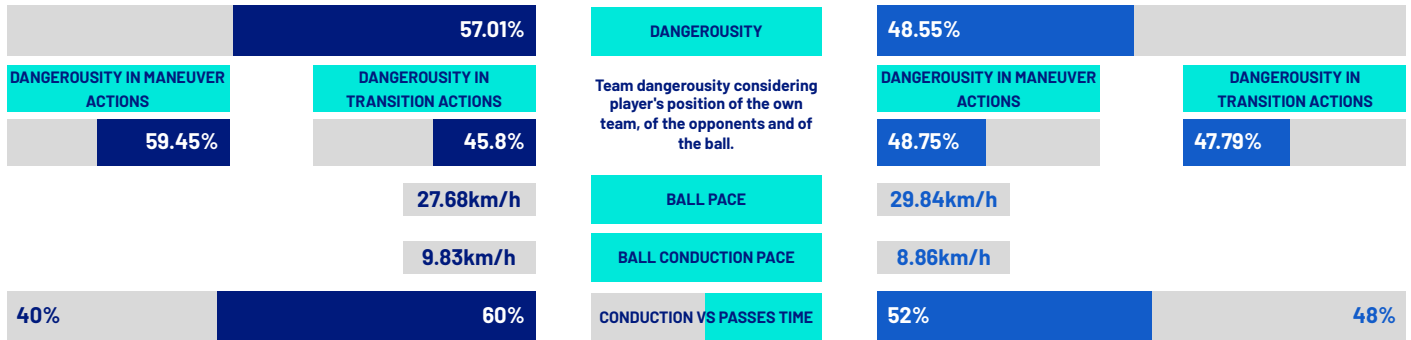 57.01%
DANGEROUSITY
48.55%
DANGEROUSITY IN MANEUVER
ACTIONS
DANGEROUSITY IN
TRANSITION ACTIONS
Team dangerousity considering
player's position of the own
team, of the opponents and of
the ball.
DANGEROUSITY IN MANEUVER
ACTIONS
DANGEROUSITY IN
TRANSITION ACTIONS
59.45%
45.8%
48.75%
47.79%
27.68km/h
BALL PACE
29.84km/h
9.83km/h
BALL CONDUCTION PACE
8.86km/h
40%
60%
CONDUCTION VS PASSES TIME
52%
48%